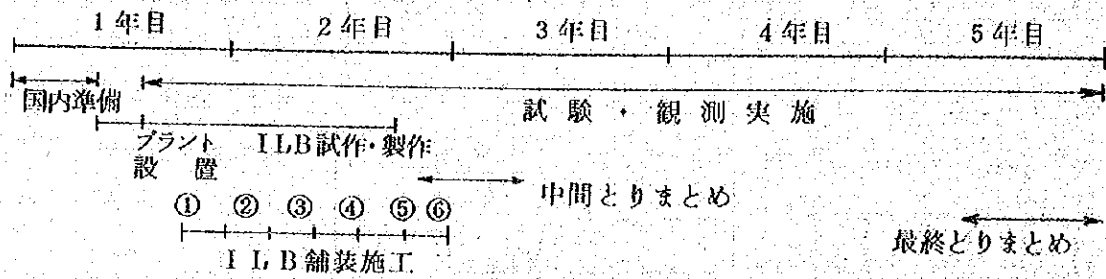 1年目 2年目 3年目 4年目 5年目
国内準備
試験・観測実施
プラント設置
ILB試作・製作
中間とりまとめ
① ② ③ ④ ⑤ ⑥
ILB舗装施工
最終とりまとめ